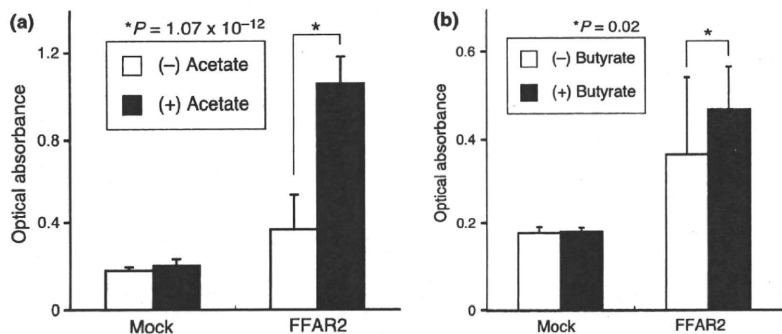 (a)
*P = 1.07 x 10⁻¹²
*
(–) Acetate
(+) Acetate
Optical absorbance
1.2
0.8
0.4
0
Mock
FFAR2
(b)
*P = 0.02
*
(–) Butyrate
(+) Butyrate
Optical absorbance
0.6
0.4
0.2
0
Mock
FFAR2